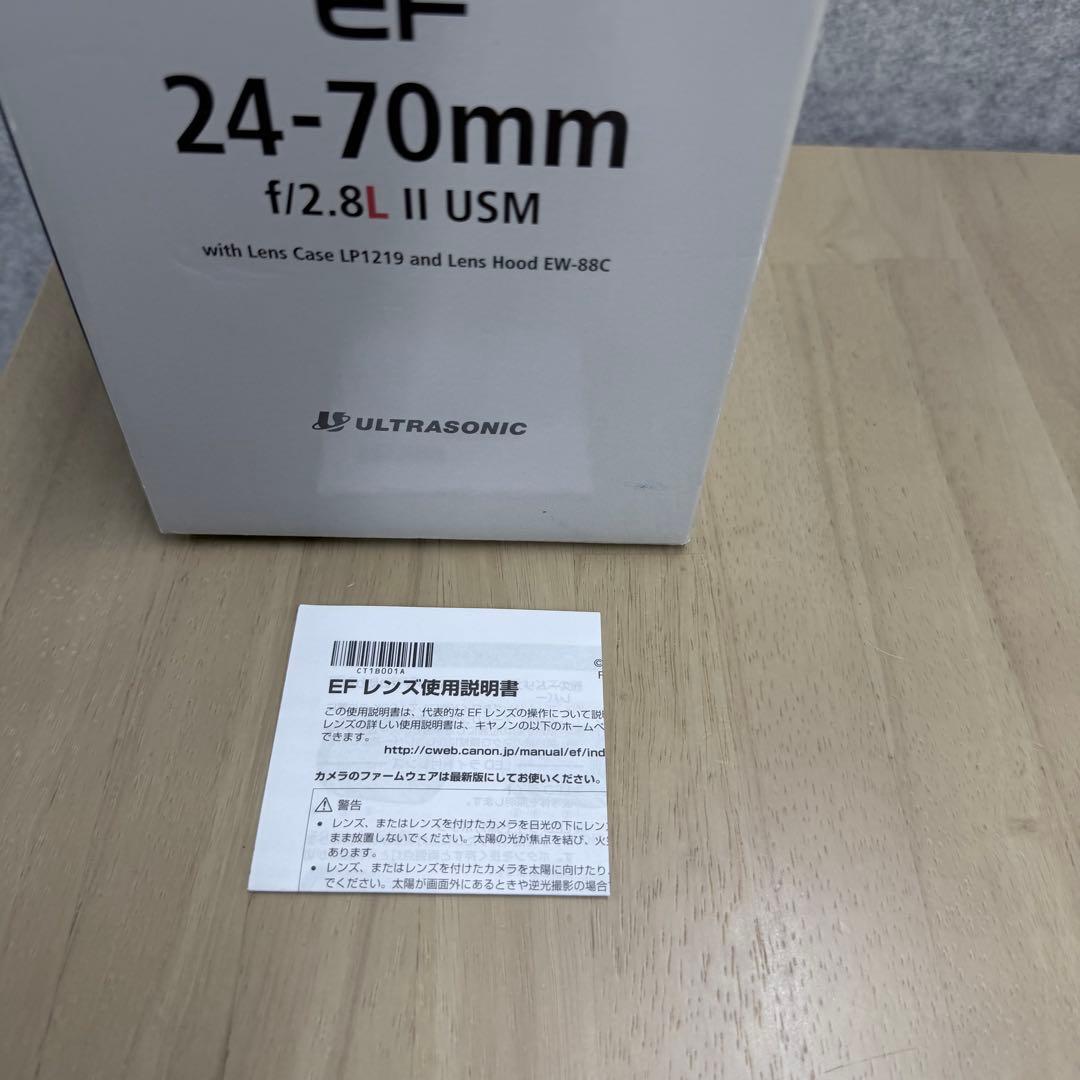 EF
24-70mm
f/2.8L II USM
with Lens Case LP1219 and Lens Hood EW-88C
ULTRASONIC
CT1B001A
EF レンズ使用説明書
この使用説明書は、代表的な EF レンズの操作について説
レンズの詳しい使用説明書は、キヤノンの以下のホームペ
できます。
http://cweb.canon.jp/manual/ef/ind
カメラのファームウェアは最新版にしてお使いください。
警告
• レンズ、またはレンズを付けたカメラを日光の下にレン
まま放置しないでください。太陽の光が焦点を結び、火
あります。
• レンズ、またはレンズを付けたカメラを太陽に向けたり
でください。太陽が画面外にあるときや逆光撮影の場合